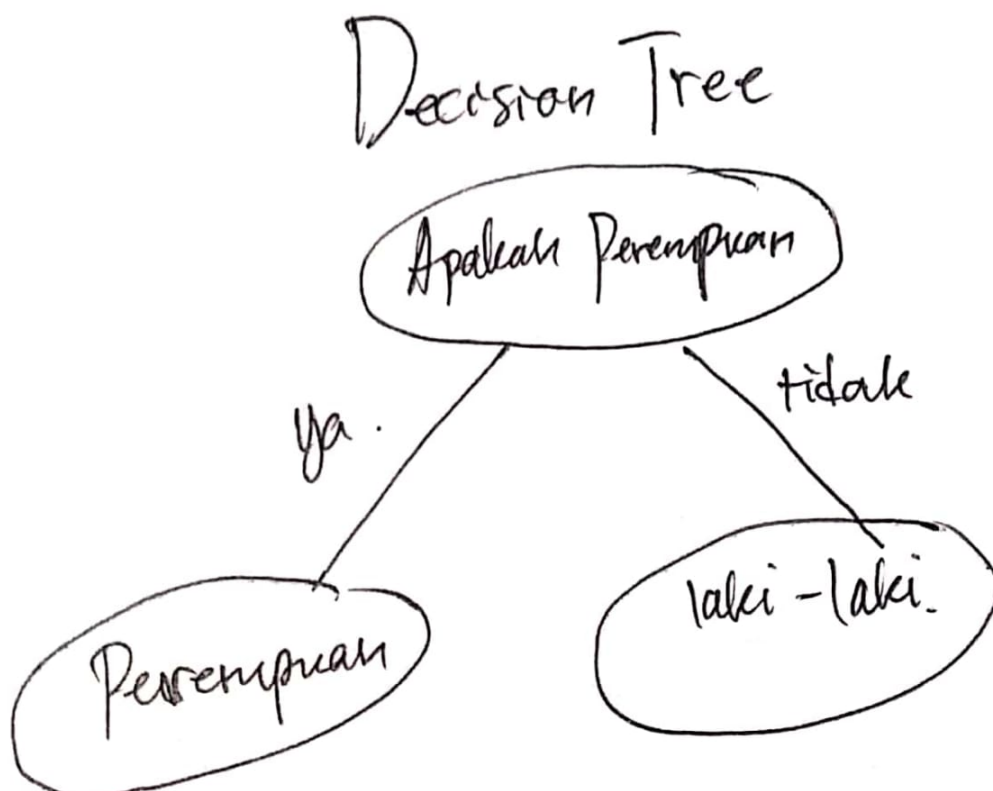 Decision Tree
Apakah Perempuan
ya.
tidak
Perempuan
laki-laki.